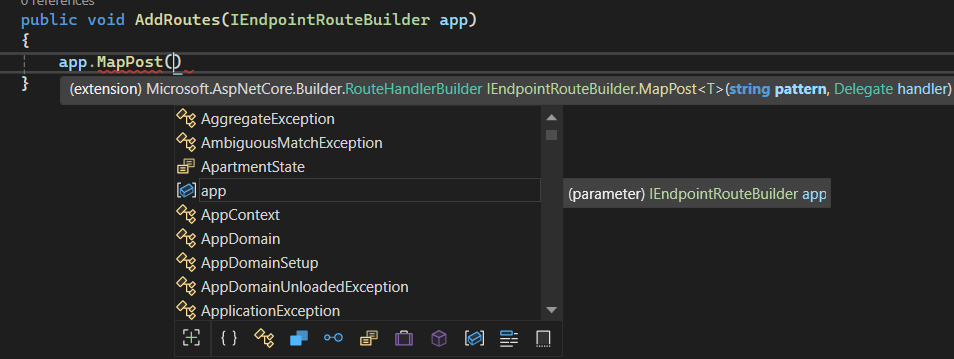 0 references
public void AddRoutes(IEndpointRouteBuilder app)
{
app.MapPost()
}
(extension) Microsoft.AspNetCore.Builder.RouteHandlerBuilder IEndpointRouteBuilder.MapPost<T>(string pattern, Delegate handler)
AggregateException
AmbiguousMatchException
ApartmentState
app
(parameter) IEndpointRouteBuilder app
AppContext
AppDomain
AppDomainSetup
AppDomainUnloadedException
ApplicationException
{ }